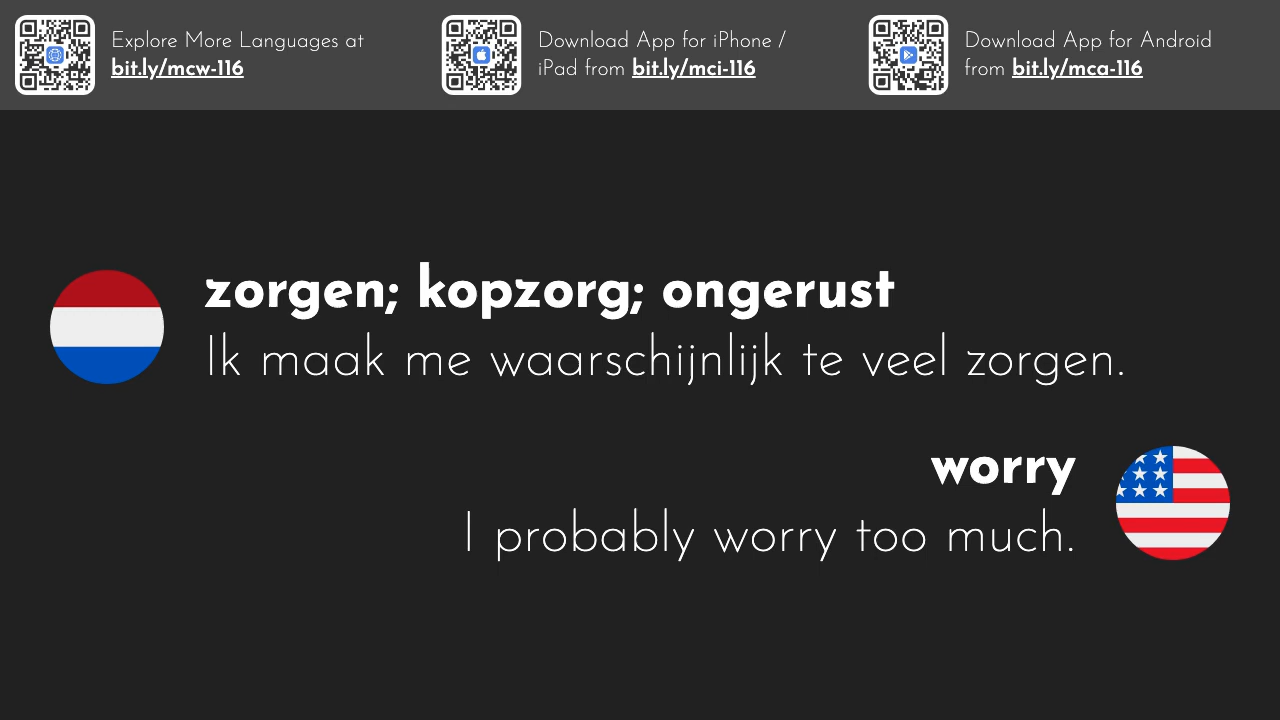 Explore More Languages at
bit.ly/mcw-116
Download App for iPhone /
iPad from bit.ly/mci-116
Download App for Android
from bit.ly/mca-116
zorgen; kopzorg; ongerust
Ik maak me waarschijnlijk te veel zorgen.
worry
I probably worry too much.